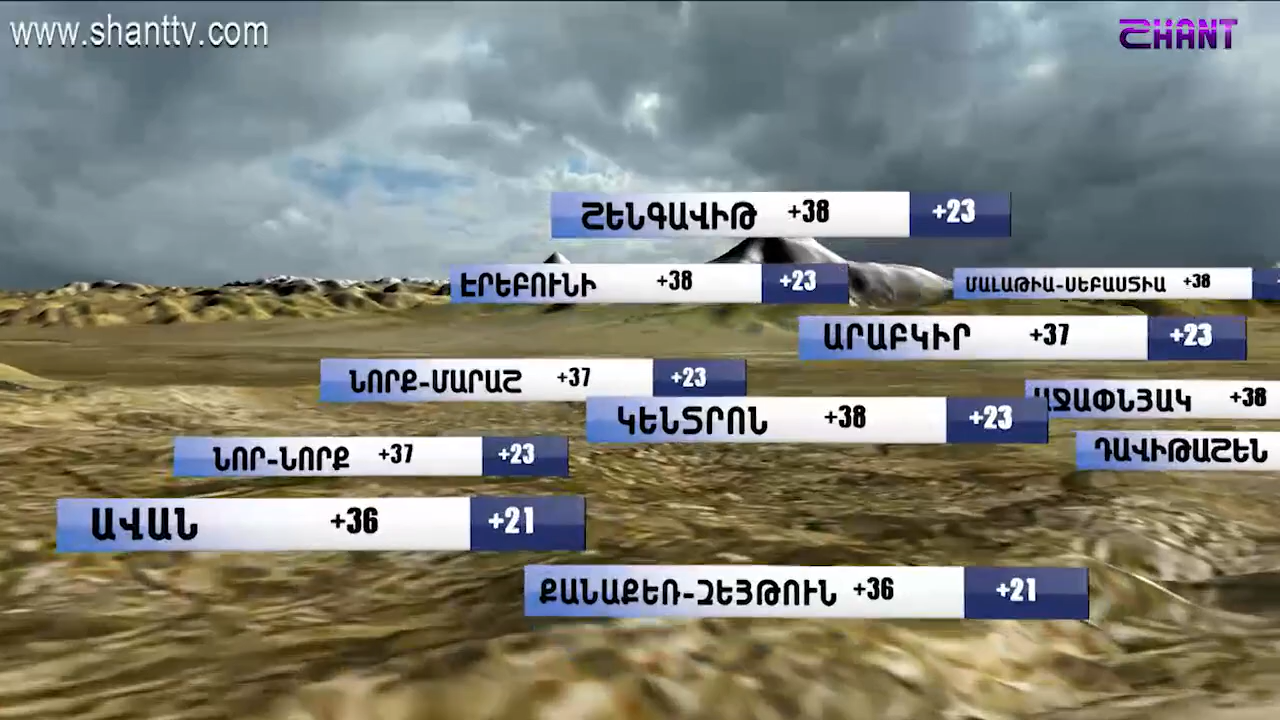 www.shanttv.com
SHANT
ՇԵՆԳԱՎԻԹ +38 +23
ԷՐԵԲՈՒՆԻ +38 +23
ՄԱԼԱԹԻԱ-ՍԵԲԱՍՏԻԱ +38
ԱՐԱԲԿԻՐ +37 +23
ՆՈՐՔ-ՄԱՐԱՇ +37 +23
ԱՋԱՓՆՅԱԿ +38
ԿԵՆՏՐՈՆ +38 +23
ԴԱՎԻԹԱՇԵՆ
ՆՈՐ-ՆՈՐՔ +37 +23
ԱՎԱՆ +36 +21
ՔԱՆԱՔԵՌ-ԶԵՅԹՈՒՆ +36 +21